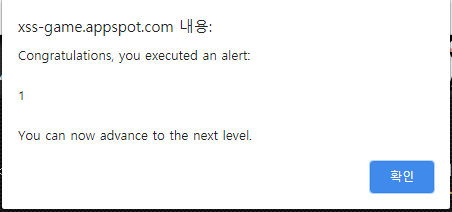 xss-game.appspot.com 내용:
Congratulations, you executed an alert:
1
You can now advance to the next level.
확인